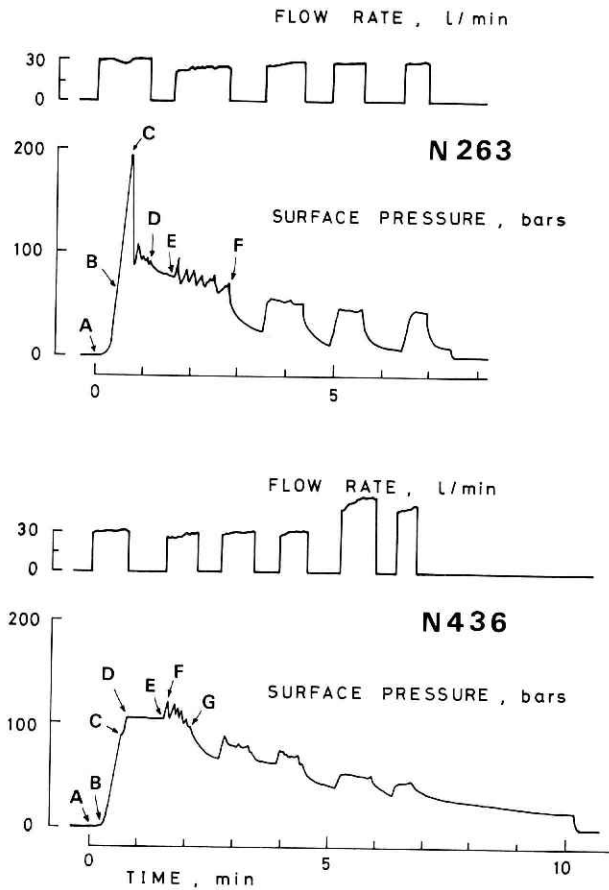 FLOW RATE, l/min
30
0
200
C
N 263
SURFACE PRESSURE, bars
100
D
E
F
B
A
0
0
5
FLOW RATE, l/min
30
0
200
N436
F
D
E
SURFACE PRESSURE, bars
G
C
100
A
B
0
0
5
10
TIME, min